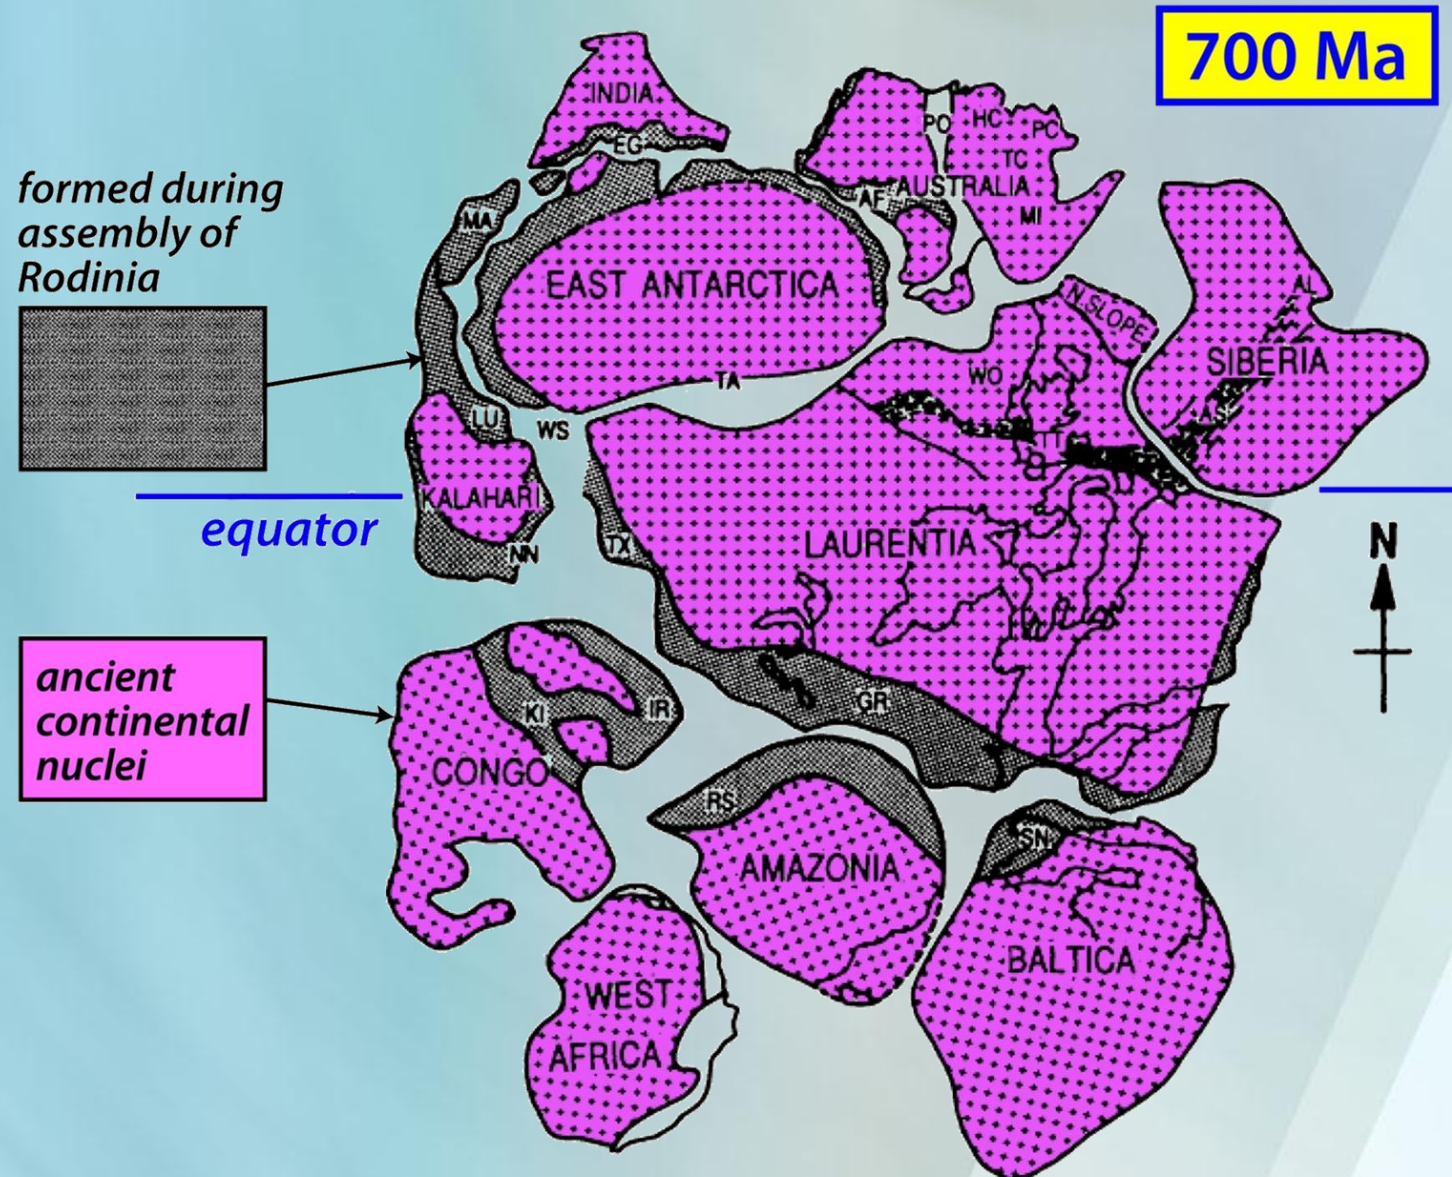 700 Ma
INDIA
EG
PO
HC
PC
TC
AUSTRALIA
AF
MI
formed during
assembly of
Rodinia
MA
EAST ANTARCTICA
N.SLOPE
AL
SIBERIA
WO
TA
AS
LU
WS
TT
KALAHARI
equator
NN
TX
LAURENTIA
N
ancient
continental
nuclei
KI
IR
GR
CONGO
RS
AMAZONIA
SN
BALTICA
WEST
AFRICA